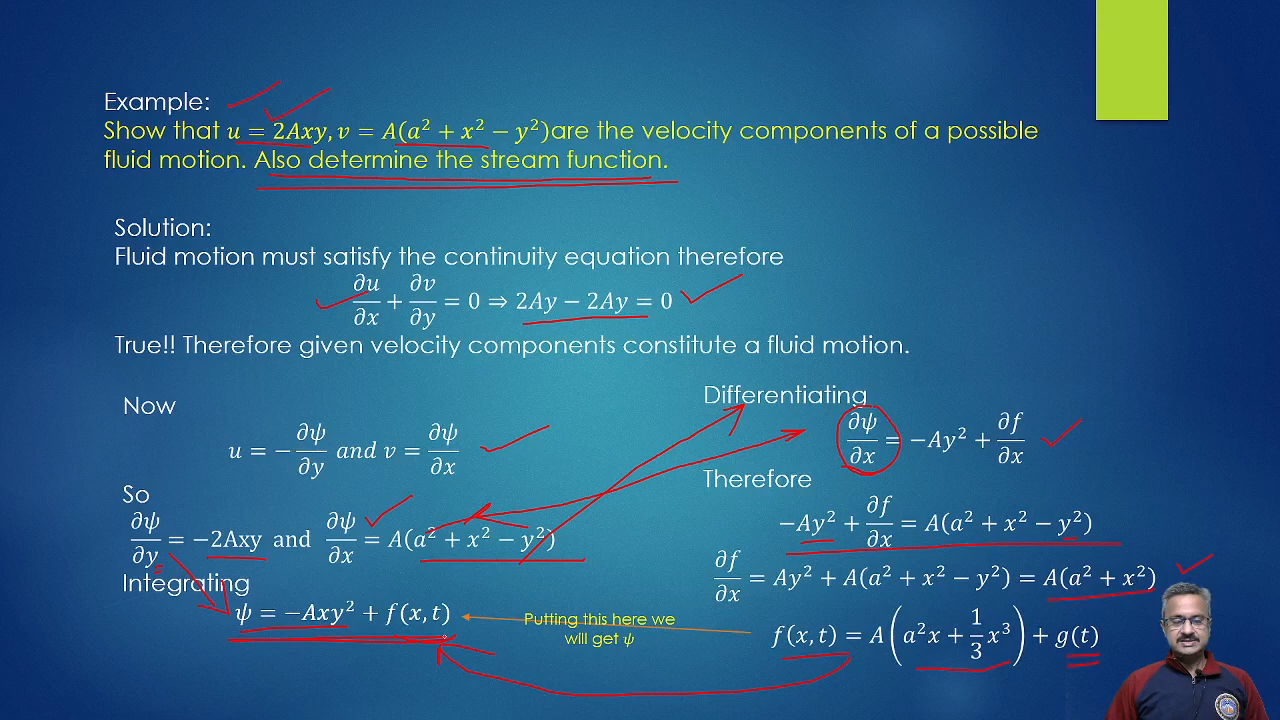 Example:
Show that u = 2Axy, v = A(a² + x² − y²)are the velocity components of a possible
fluid motion. Also determine the stream function.
Solution:
Fluid motion must satisfy the continuity equation therefore
∂u/∂x + ∂v/∂y = 0 ⇒ 2Ay − 2Ay = 0
True!! Therefore given velocity components constitute a fluid motion.
Now
u = −∂ψ/∂y and v = ∂ψ/∂x
So
∂ψ/∂y = −2Axy and ∂ψ/∂x = A(a² + x² − y²)
Integrating
ψ = −Axy² + f(x, t)
Putting this here we
will get ψ
Differentiating
∂ψ/∂x = −Ay² + ∂f/∂x
Therefore
−Ay² + ∂f/∂x = A(a² + x² − y²)
∂f/∂x = Ay² + A(a² + x² − y²) = A(a² + x²)
f(x, t) = A(a²x + 1/3 x³) + g(t)